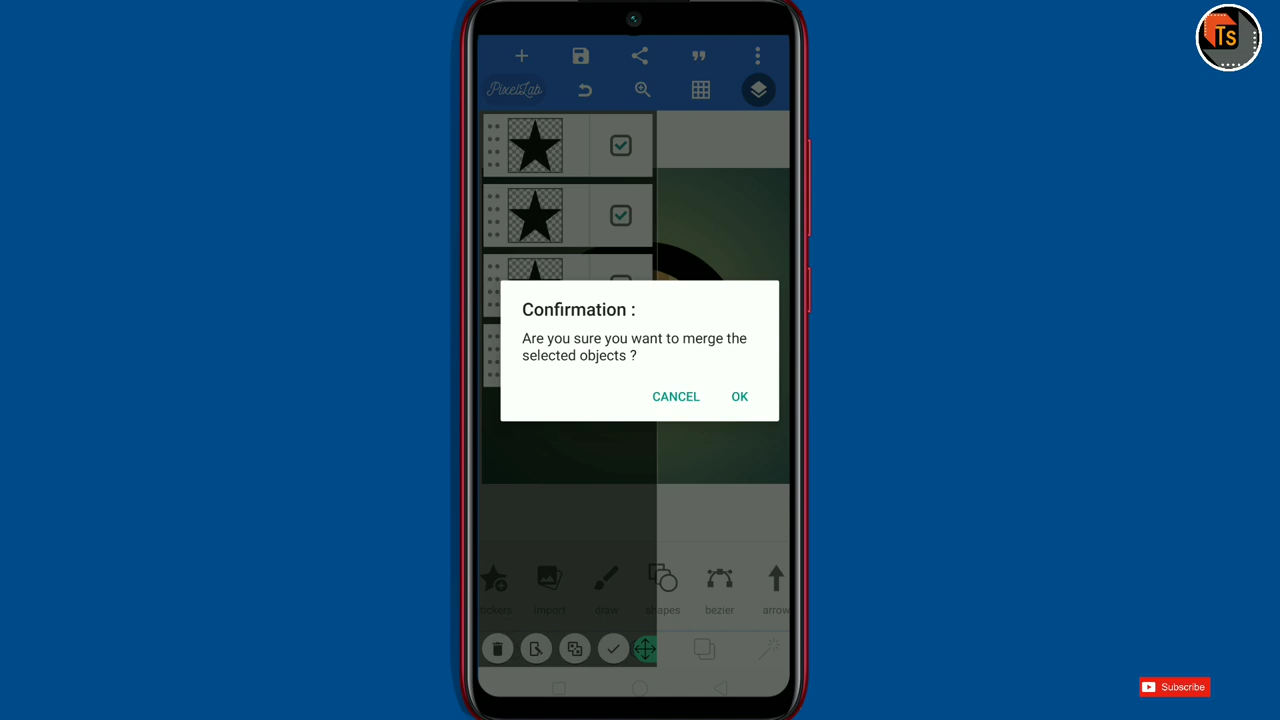 Ts
PixelLab
Confirmation :
Are you sure you want to merge the
selected objects ?
CANCEL OK
tickers import draw shapes bezier arrow
Subscribe